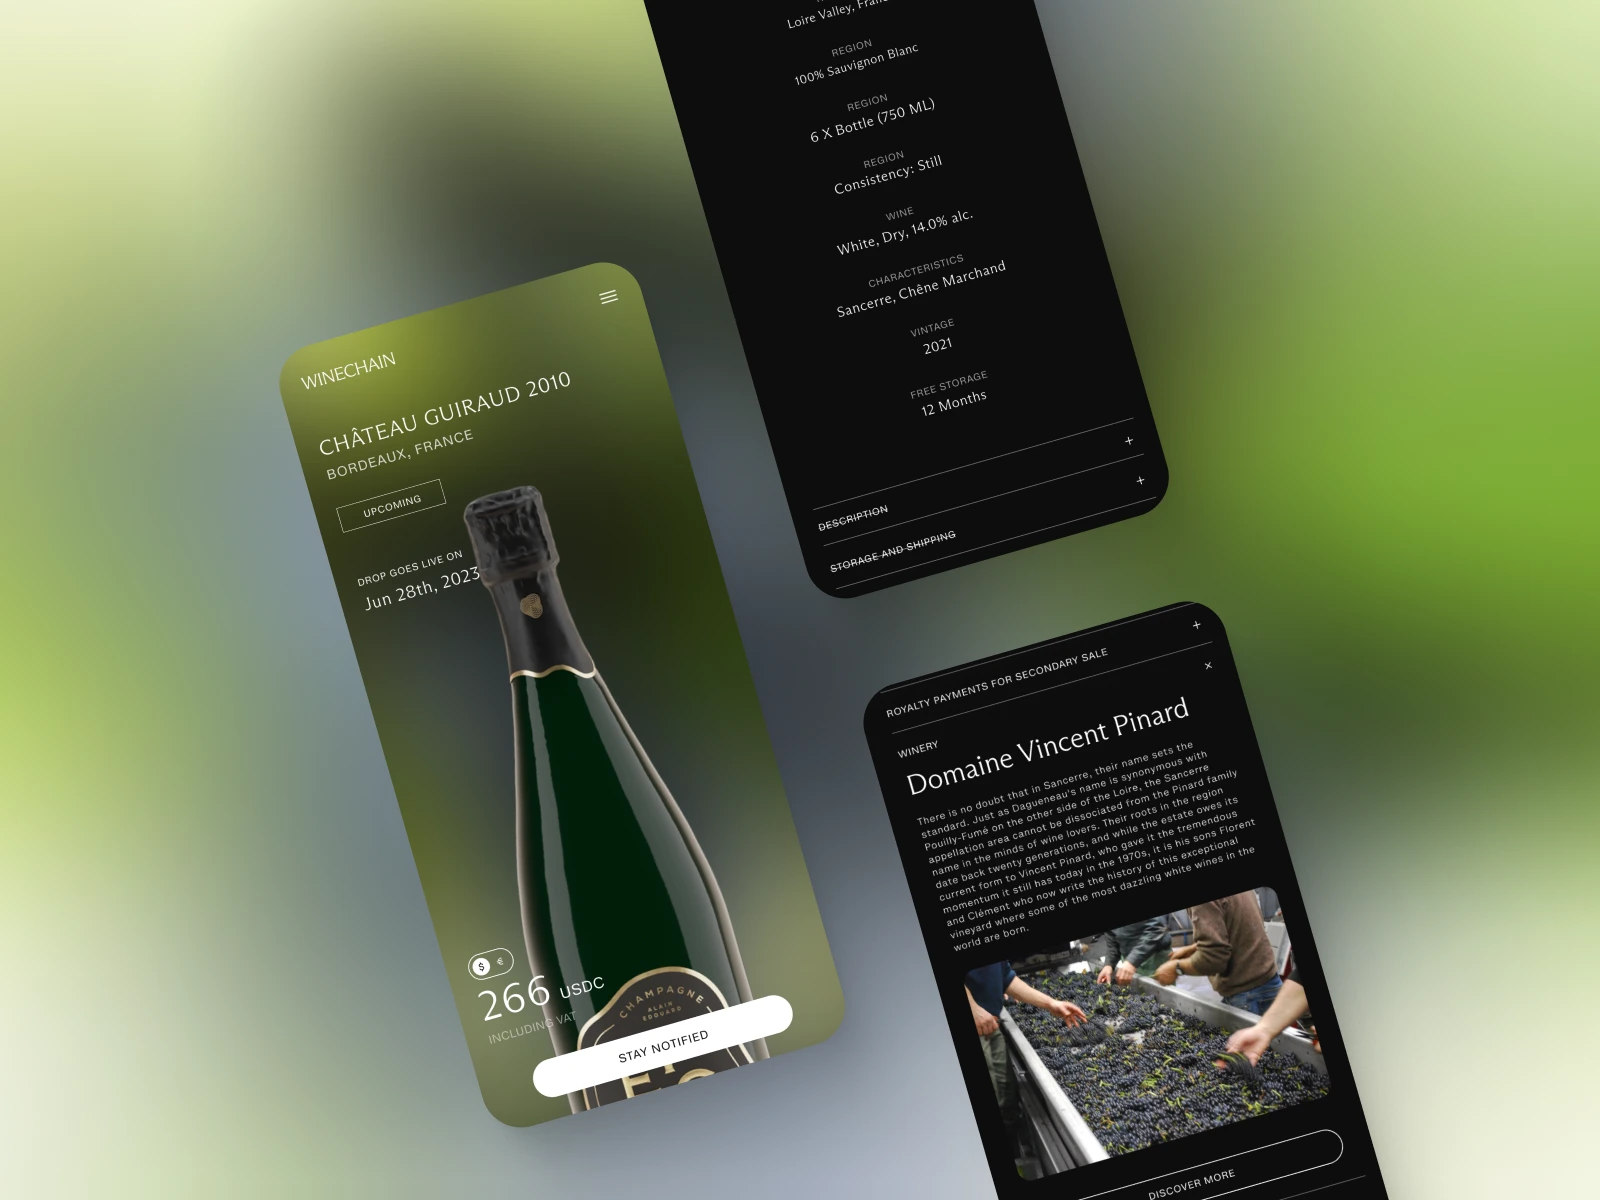 WINECHAIN
CHÂTEAU GUIRAUD 2010
BORDEAUX, FRANCE
UPCOMING
DROP GOES LIVE ON
Jun 28th, 2023
$ €
266 USDC
INCLUDING VAT
CHAMPAGNE
ALAIN
EDOUARD
STAY NOTIFIED
Loire Valley,
REGION
100% Sauvignon Blanc
REGION
6 X Bottle (750 ML)
REGION
Consistency: Still
WINE
White, Dry, 14.0% alc.
CHARACTERISTICS
Sancerre, Chêne Marchand
VINTAGE
2021
FREE STORAGE
12 Months
DESCRIPTION
STORAGE AND SHIPPING
ROYALTY PAYMENTS FOR SECONDARY SALE
WINERY
Domaine Vincent Pinard
There is no doubt that in Sancerre, their name sets the
standard. Just as Dagueneau's name is synonymous with
Pouilly-Fumé on the other side of the Loire, the Sancerre
appellation area cannot be dissociated from the Pinard family
name in the minds of wine lovers. Their roots in the region
date back twenty generations, and while the estate owes its
current form to Vincent Pinard, who gave it the tremendous
momentum it still has today in the 1970s, it is his sons Florent
and Clément who now write the history of this exceptional
vineyard where some of the most dazzling white wines in the
world are born.
DISCOVER MORE